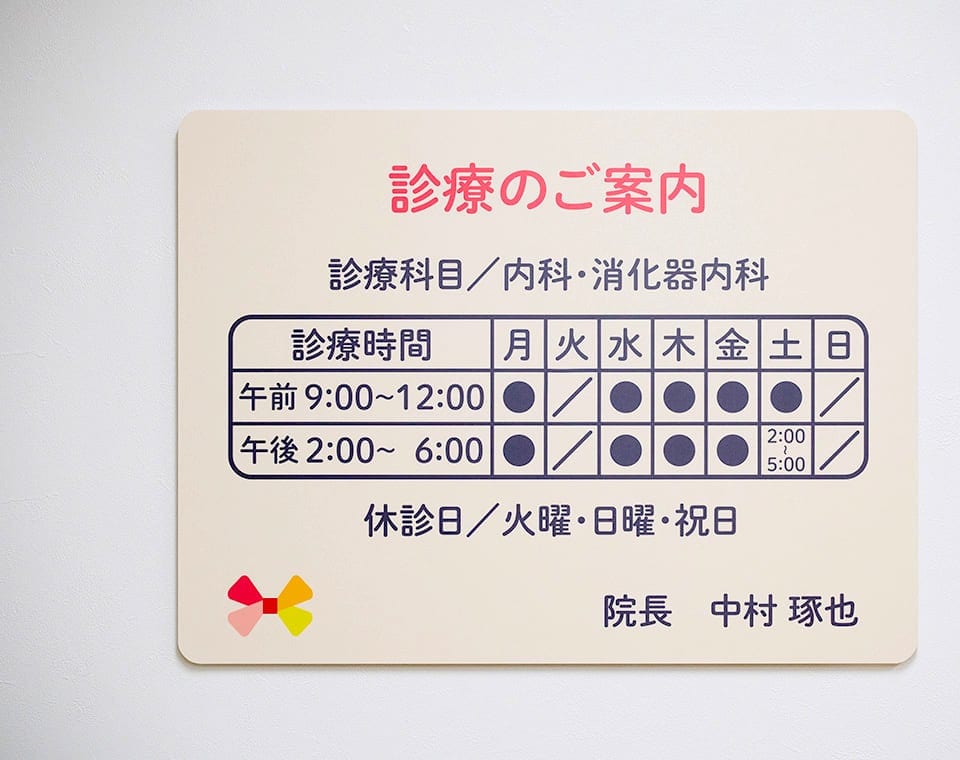 診療のご案内
診療科目／内科・消化器内科
診療時間 月 火 水 木 金 土 日
午前 9:00~12:00 ● ／ ● ● ● ● ／
午後 2:00~ 6:00 ● ／ ● ● ● 2:00~5:00 ／
休診日／火曜・日曜・祝日
院長　中村 琢也